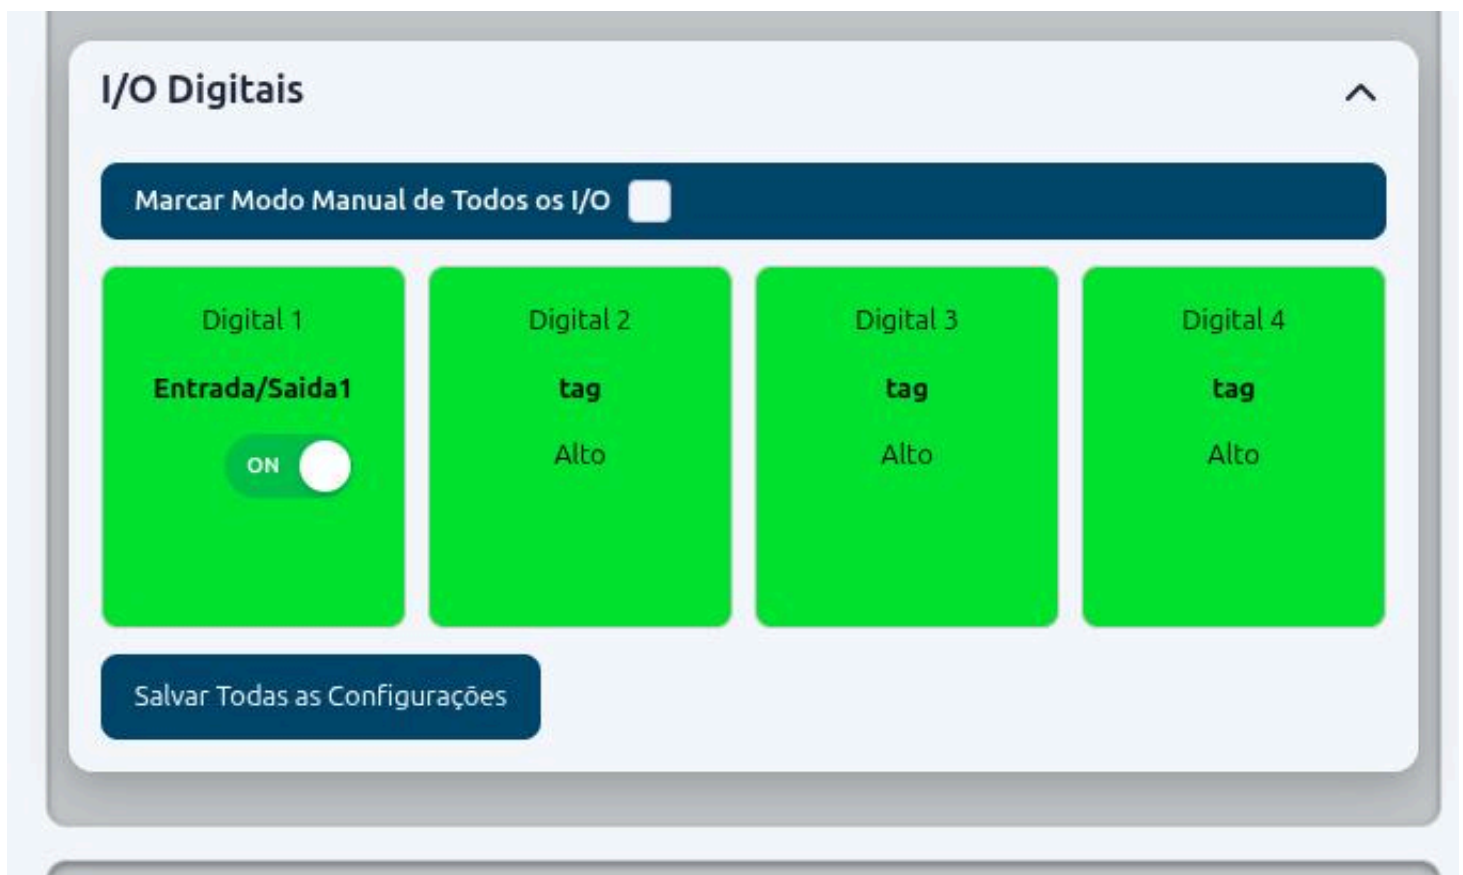 I/O Digitais
Marcar Modo Manual de Todos os I/O
Digital 1
Entrada/Saida1
ON
Digital 2
tag
Alto
Digital 3
tag
Alto
Digital 4
tag
Alto
Salvar Todas as Configurações